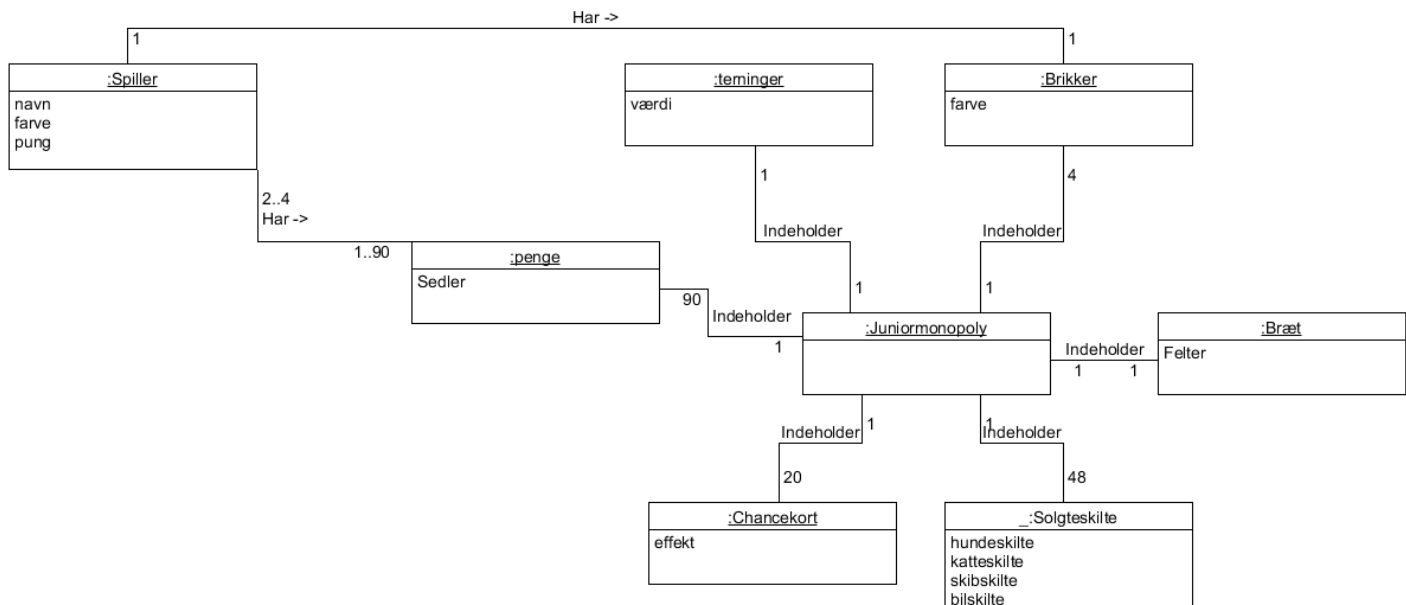 Har ->
1
1
:Spiller
navn
farve
pung
:terninger
værdi
:Brikker
farve
2..4
Har ->
1..90
1
4
Indeholder
Indeholder
:penge
Sedler
90
Indeholder
1
1
1
:Juniormonopoly
Indeholder
1
1
:Bræt
Felter
1
Indeholder
1
Indeholder
20
48
:Chancekort
effekt
_:Solgteskilte
hundeskilte
katteskilte
skibskilte
bilskilte